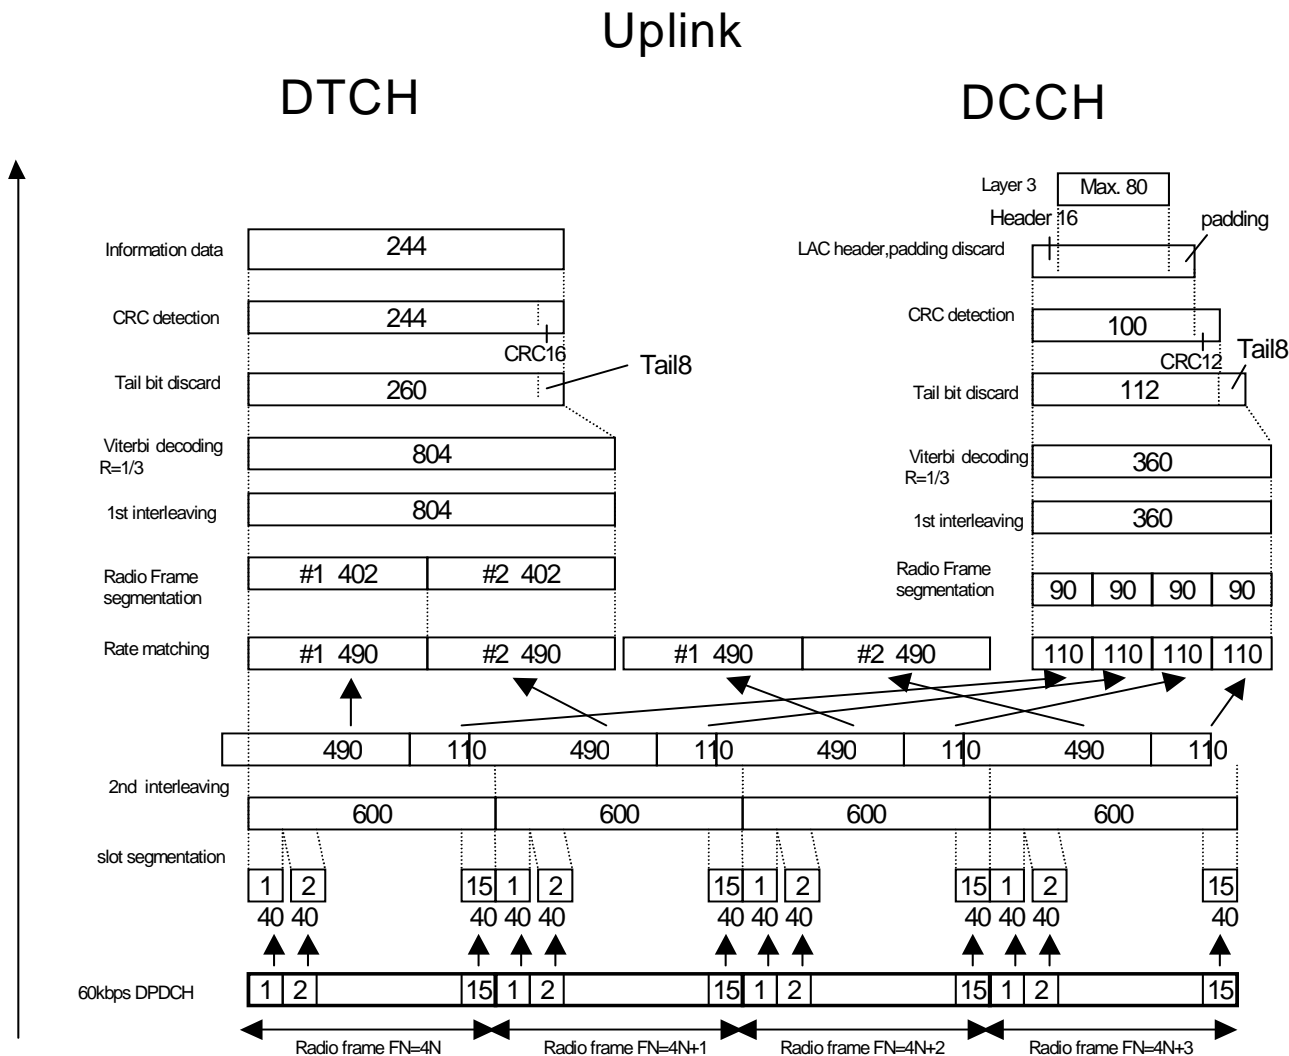 Uplink
DTCH
DCCH
Layer 3
Max. 80
Header 16
padding
Information data
244
LAC header,padding discard
CRC detection
244
CRC16
CRC detection
100
CRC12
Tail8
Tail8
Tail bit discard
260
Tail bit discard
112
Viterbi decoding
R=1/3
804
Viterbi decoding
R=1/3
360
1st interleaving
804
1st interleaving
360
Radio Frame
segmentation
#1 402
#2 402
Radio Frame
segmentation
90 90 90 90
Rate matching
#1 490
#2 490
#1 490
#2 490
110 110 110 110
490 110 490 110 490 110 490 110
2nd interleaving
600 600 600 600
slot segmentation
1 2 15 1 2 15 1 2 15 1 2 15
40 40 40 40 40 40 40 40 40 40 40 40
60kbps DPDCH
1 2 15 1 2 15 1 2 15 1 2 15
Radio frame FN=4N
Radio frame FN=4N+1
Radio frame FN=4N+2
Radio frame FN=4N+3